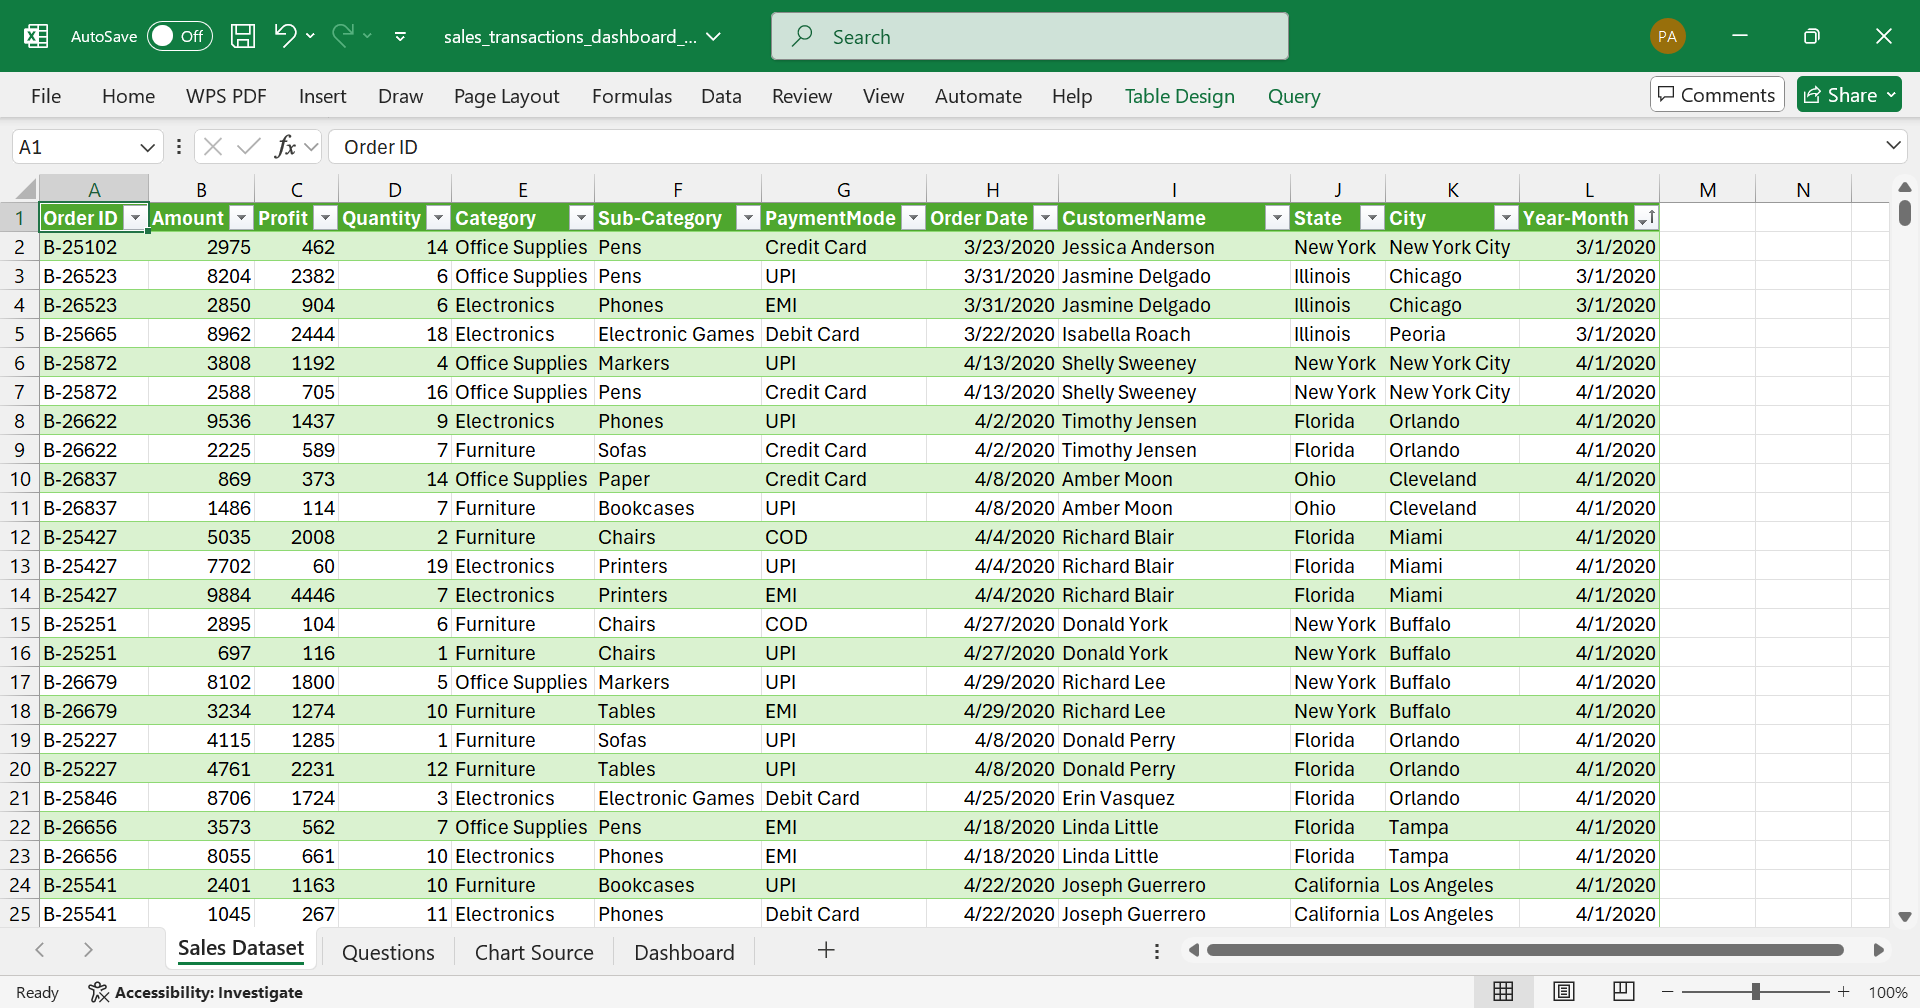 AutoSave Off sales_transactions_dashboard_... Search PA
File Home WPS PDF Insert Draw Page Layout Formulas Data Review View Automate Help Table Design Query Comments Share
A1 fx Order ID
A B C D E F G H I J K L M N
1 Order ID Amount Profit Quantity Category Sub-Category PaymentMode Order Date CustomerName State City Year-Month
2 B-25102 2975 462 14 Office Supplies Pens Credit Card 3/23/2020 Jessica Anderson New York New York City 3/1/2020
3 B-26523 8204 2382 6 Office Supplies Pens UPI 3/31/2020 Jasmine Delgado Illinois Chicago 3/1/2020
4 B-26523 2850 904 6 Electronics Phones EMI 3/31/2020 Jasmine Delgado Illinois Chicago 3/1/2020
5 B-25665 8962 2444 18 Electronics Electronic Games Debit Card 3/22/2020 Isabella Roach Illinois Peoria 3/1/2020
6 B-25872 3808 1192 4 Office Supplies Markers UPI 4/13/2020 Shelly Sweeney New York New York City 4/1/2020
7 B-25872 2588 705 16 Office Supplies Pens Credit Card 4/13/2020 Shelly Sweeney New York New York City 4/1/2020
8 B-26622 9536 1437 9 Electronics Phones UPI 4/2/2020 Timothy Jensen Florida Orlando 4/1/2020
9 B-26622 2225 589 7 Furniture Sofas Credit Card 4/2/2020 Timothy Jensen Florida Orlando 4/1/2020
10 B-26837 869 373 14 Office Supplies Paper Credit Card 4/8/2020 Amber Moon Ohio Cleveland 4/1/2020
11 B-26837 1486 114 7 Furniture Bookcases UPI 4/8/2020 Amber Moon Ohio Cleveland 4/1/2020
12 B-25427 5035 2008 2 Furniture Chairs COD 4/4/2020 Richard Blair Florida Miami 4/1/2020
13 B-25427 7702 60 19 Electronics Printers UPI 4/4/2020 Richard Blair Florida Miami 4/1/2020
14 B-25427 9884 4446 7 Electronics Printers EMI 4/4/2020 Richard Blair Florida Miami 4/1/2020
15 B-25251 2895 104 6 Furniture Chairs COD 4/27/2020 Donald York New York Buffalo 4/1/2020
16 B-25251 697 116 1 Furniture Chairs UPI 4/27/2020 Donald York New York Buffalo 4/1/2020
17 B-26679 8102 1800 5 Office Supplies Markers UPI 4/29/2020 Richard Lee New York Buffalo 4/1/2020
18 B-26679 3234 1274 10 Furniture Tables EMI 4/29/2020 Richard Lee New York Buffalo 4/1/2020
19 B-25227 4115 1285 1 Furniture Sofas UPI 4/8/2020 Donald Perry Florida Orlando 4/1/2020
20 B-25227 4761 2231 12 Furniture Tables UPI 4/8/2020 Donald Perry Florida Orlando 4/1/2020
21 B-25846 8706 1724 3 Electronics Electronic Games Debit Card 4/25/2020 Erin Vasquez Florida Orlando 4/1/2020
22 B-26656 3573 562 7 Office Supplies Pens EMI 4/18/2020 Linda Little Florida Tampa 4/1/2020
23 B-26656 8055 661 10 Electronics Phones EMI 4/18/2020 Linda Little Florida Tampa 4/1/2020
24 B-25541 2401 1163 10 Furniture Bookcases UPI 4/22/2020 Joseph Guerrero California Los Angeles 4/1/2020
25 B-25541 1045 267 11 Electronics Phones Debit Card 4/22/2020 Joseph Guerrero California Los Angeles 4/1/2020
Sales Dataset Questions Chart Source Dashboard
Ready Accessibility: Investigate 100%